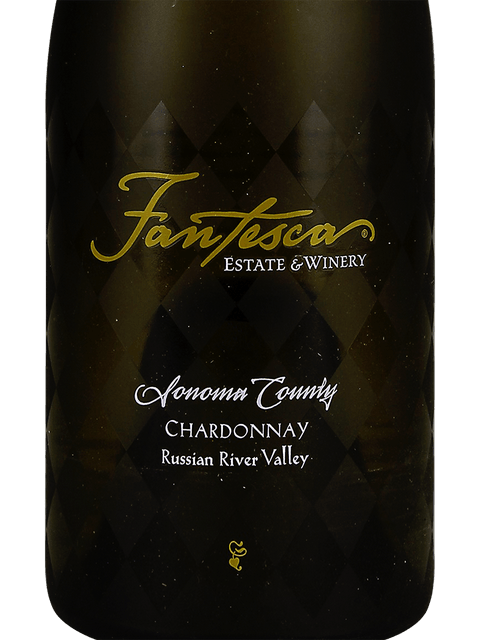 Fantesca®
ESTATE & WINERY
Sonoma County
CHARDONNAY
Russian River Valley